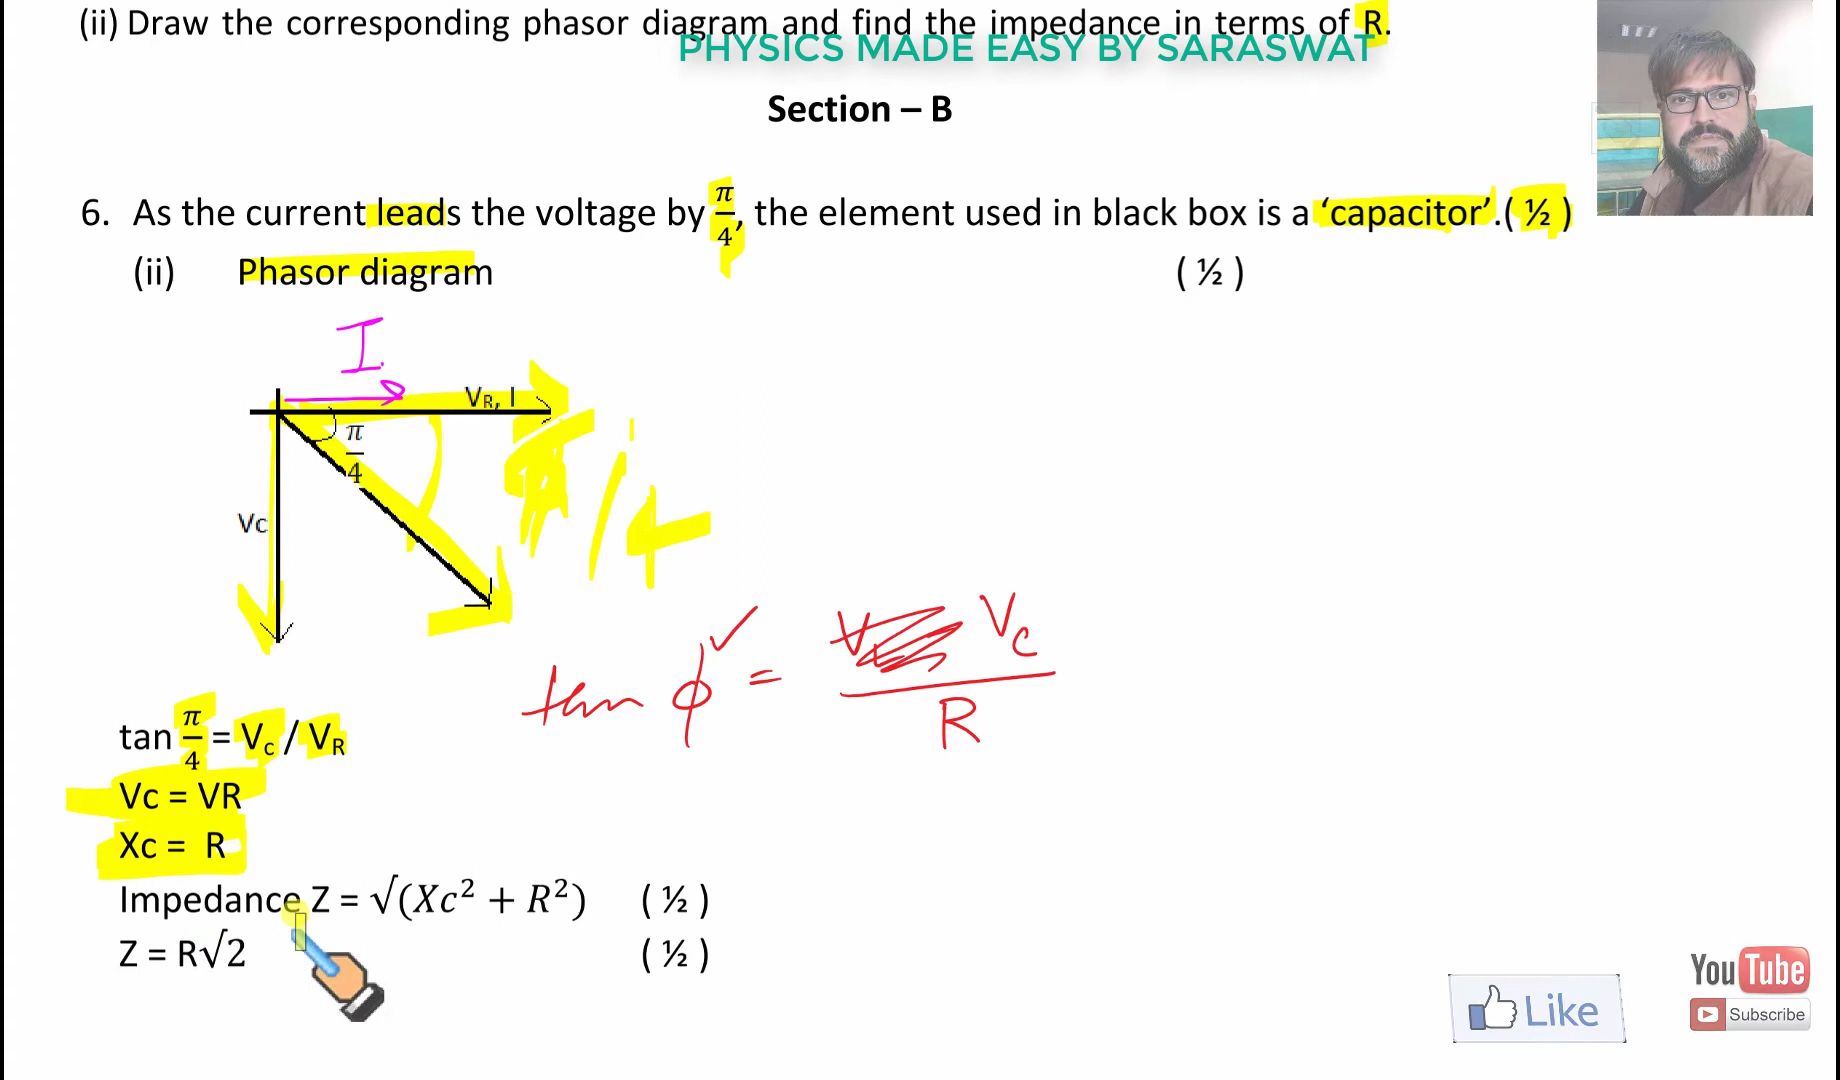 (ii) Draw the corresponding phasor diagram and find the impedance in terms of R.
PHYSICS MADE EASY BY SARASWAT
Section – B
6. As the current leads the voltage by π/4, the element used in black box is a ‘capacitor’.( ½ )
(ii) Phasor diagram ( ½ )
I
VR, I
π/4
π/4
Vc
tan ϕ = Vc / R
tan π/4 = Vc / VR
Vc = VR
Xc = R
Impedance Z = √(Xc² + R²) ( ½ )
Z = R√2 ( ½ )
YouTube
Like
Subscribe